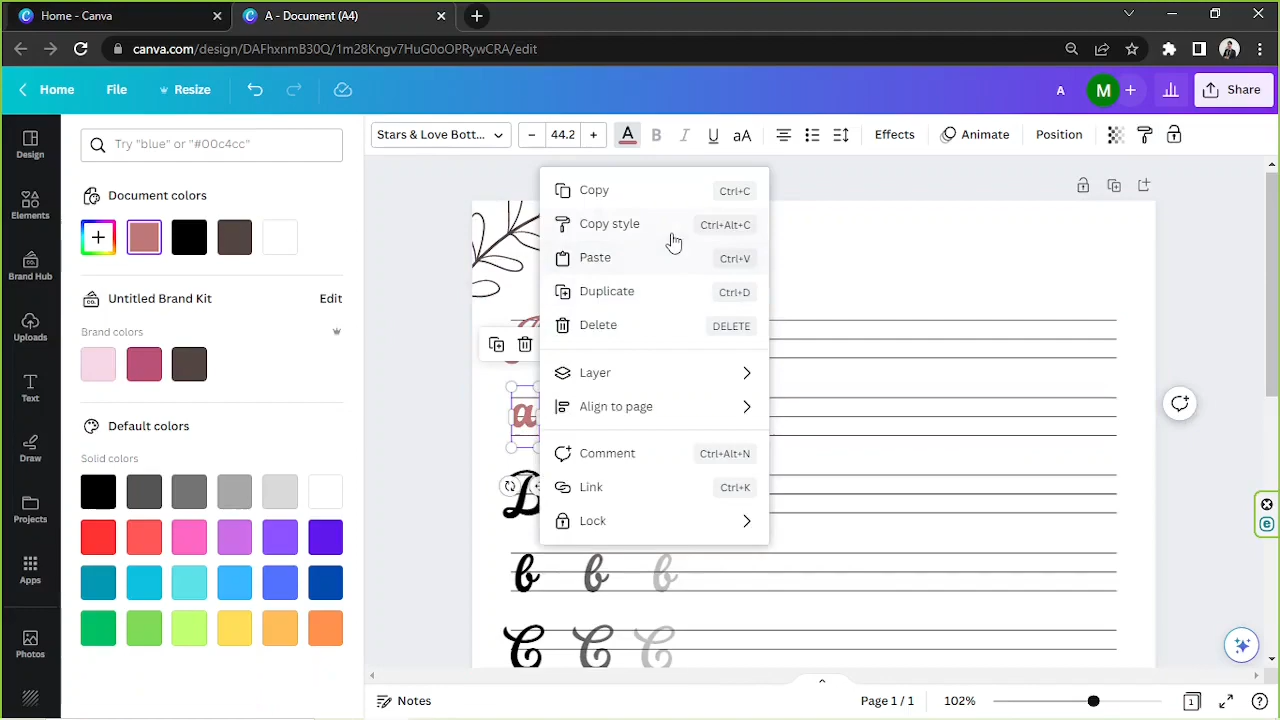 Home - Canva
A - Document (A4)
canva.com/design/DAFhxnmB30Q/1m28Kngv7HuG0oOPRywCRA/edit
Home
File
Resize
A
M
Share
Design
Elements
Brand Hub
Uploads
Text
Draw
Projects
Apps
Photos
Try "blue" or "#00c4cc"
Document colors
Untitled Brand Kit
Edit
Brand colors
Default colors
Solid colors
Stars & Love Bott...
44.2
A
B
I
U
aA
Effects
Animate
Position
Copy
Ctrl+C
Copy style
Ctrl+Alt+C
Paste
Ctrl+V
Duplicate
Ctrl+D
Delete
DELETE
Layer
Align to page
Comment
Ctrl+Alt+N
Link
Ctrl+K
Lock
a
b b b
C C C
Notes
Page 1 / 1
102%
1